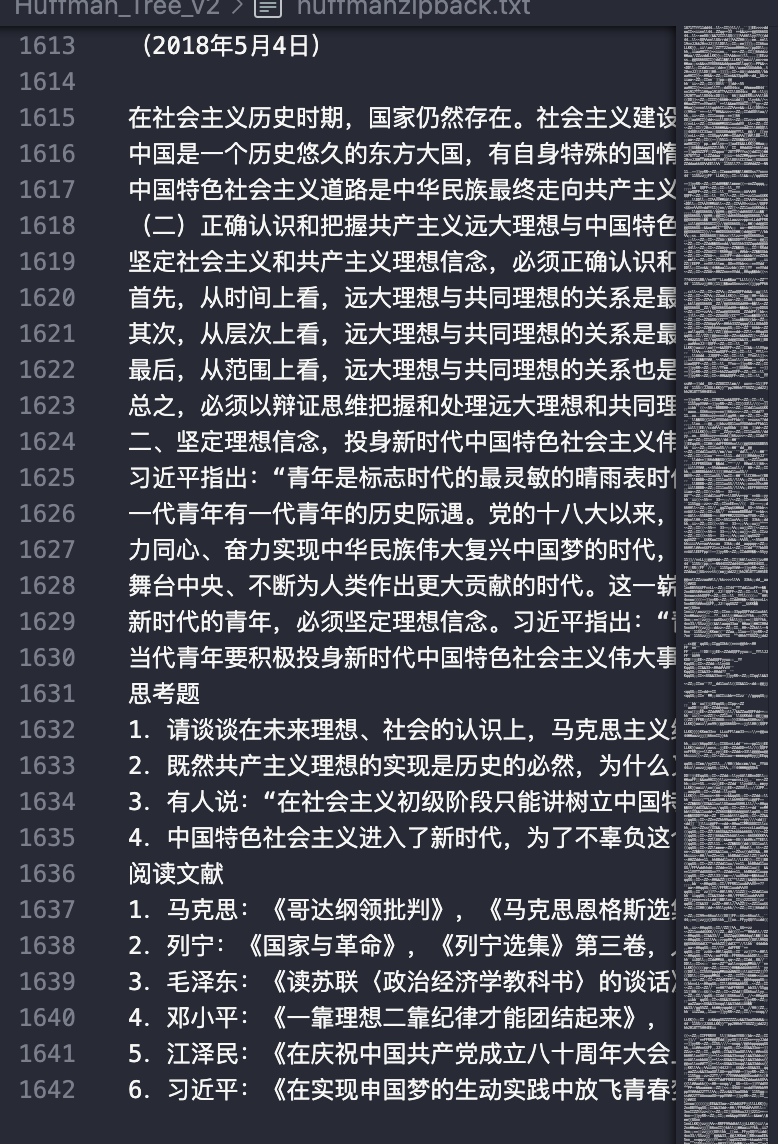 Huffman_Tree_v2 > huffmanzipback.txt
1613 （2018年5月4日）
1614
1615 在社会主义历史时期，国家仍然存在。社会主义建设
1616 中国是一个历史悠久的东方大国，有自身特殊的国情
1617 中国特色社会主义道路是中华民族最终走向共产主义
1618 （二）正确认识和把握共产主义远大理想与中国特色
1619 坚定社会主义和共产主义理想信念，必须正确认识和
1620 首先，从时间上看，远大理想与共同理想的关系是最
1621 其次，从层次上看，远大理想与共同理想的关系是最
1622 最后，从范围上看，远大理想与共同理想的关系也是
1623 总之，必须以辩证思维把握和处理远大理想和共同理
1624 二、坚定理想信念，投身新时代中国特色社会主义伟
1625 习近平指出：“青年是标志时代的最灵敏的晴雨表时
1626 一代青年有一代青年的历史际遇。党的十八大以来，
1627 力同心、奋力实现中华民族伟大复兴中国梦的时代，
1628 舞台中央、不断为人类作出更大贡献的时代。这一崭
1629 新时代的青年，必须坚定理想信念。习近平指出：“
1630 当代青年要积极投身新时代中国特色社会主义伟大事
1631 思考题
1632 1. 请谈谈在未来理想、社会的认识上，马克思主义
1633 2. 既然共产主义理想的实现是历史的必然，为什么
1634 3. 有人说：“在社会主义初级阶段只能讲树立中国特
1635 4. 中国特色社会主义进入了新时代，为了不辜负这
1636 阅读文献
1637 1. 马克思：《哥达纲领批判》，《马克思恩格斯选
1638 2. 列宁：《国家与革命》，《列宁选集》第三卷，
1639 3. 毛泽东：《读苏联〈政治经济学教科书〉的谈话
1640 4. 邓小平：《一靠理想二靠纪律才能团结起来》，
1641 5. 江泽民：《在庆祝中国共产党成立八十周年大会
1642 6. 习近平：《在实现申国梦的生动实践中放飞青春